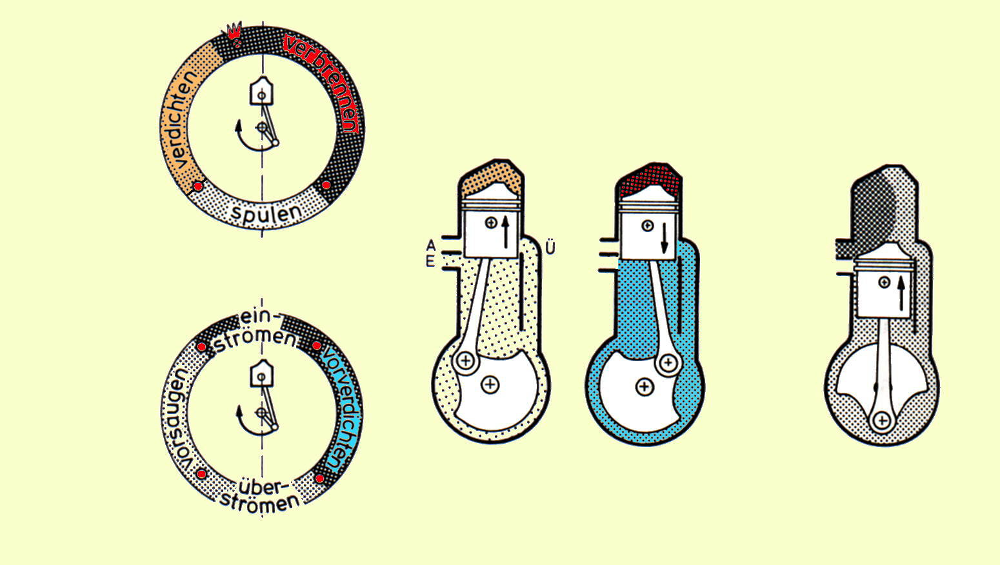 verbrennen
verdichten
spülen
A
E
Ü
ein-
strömen
vorverdichten
vorsaugen
über-
strömen